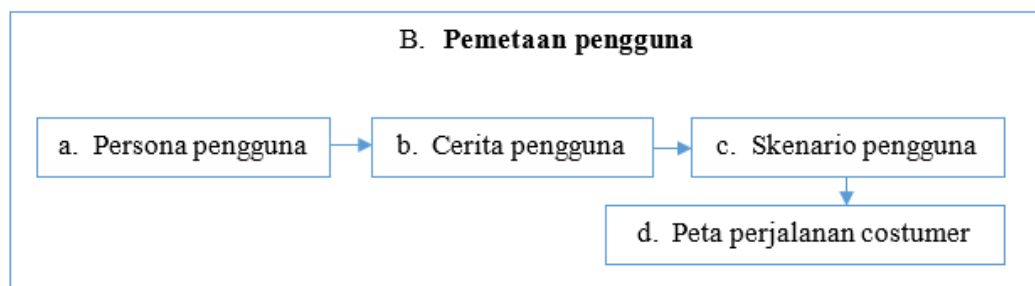 B. Pemetaan pengguna
a. Persona pengguna
b. Cerita pengguna
c. Skenario pengguna
d. Peta perjalanan costumer